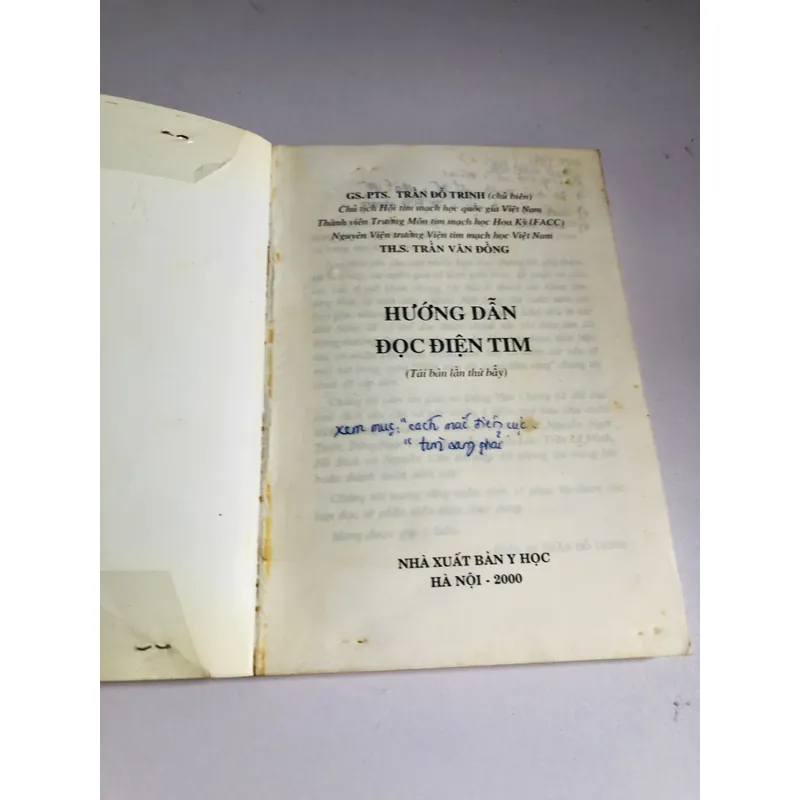 GS. PTS. TRẦN ĐỖ TRINH (chủ biên)
Chủ tịch Hội tim mạch học quốc gia Việt Nam
Thành viên Trường Môn tim mạch học Hoa Kỳ (FACC)
Nguyên Viện trưởng Viện tim mạch học Việt Nam
TH.S. TRẦN VĂN ĐỒNG
HƯỚNG DẪN
ĐỌC ĐIỆN TIM
(Tái bản lần thứ bẩy)
xem mục: "cách mắc điện cực.
" tim sang phải"
NHÀ XUẤT BẢN Y HỌC
HÀ NỘI - 2000